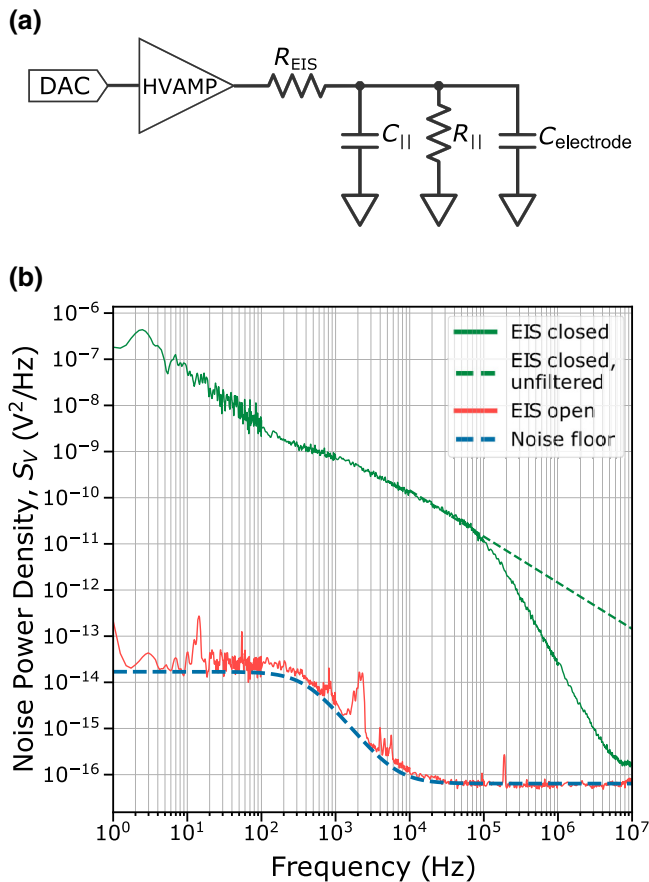 (a)
DAC
HVAMP
R_EIS
C_||
R_||
C_electrode
(b)
Noise Power Density, S_V (V²/Hz)
10⁻⁶
10⁻⁷
10⁻⁸
10⁻⁹
10⁻¹⁰
10⁻¹¹
10⁻¹²
10⁻¹³
10⁻¹⁴
10⁻¹⁵
10⁻¹⁶
EIS closed
EIS closed,
unfiltered
EIS open
Noise floor
10⁰ 10¹ 10² 10³ 10⁴ 10⁵ 10⁶ 10⁷
Frequency (Hz)